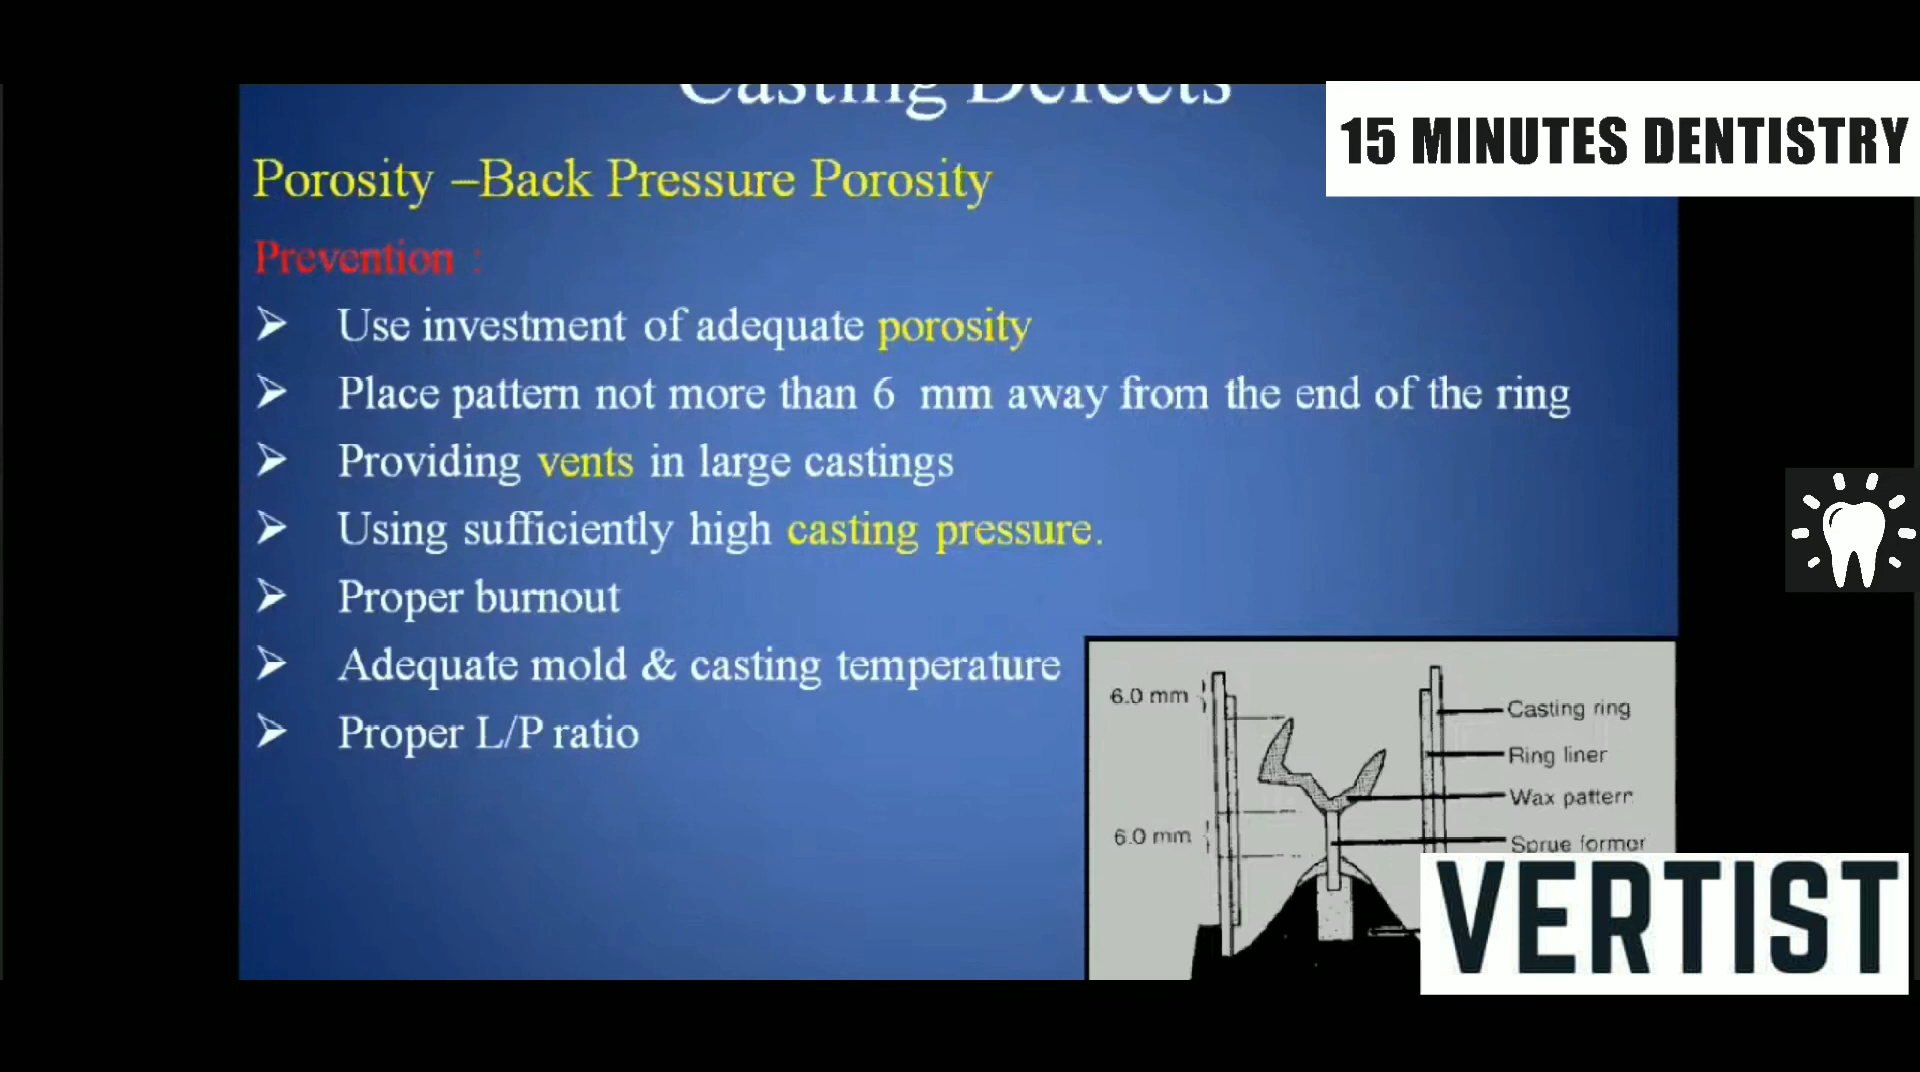 Casting Defects
15 MINUTES DENTISTRY
Porosity –Back Pressure Porosity
Prevention :
➢ Use investment of adequate porosity
➢ Place pattern not more than 6 mm away from the end of the ring
➢ Providing vents in large castings
➢ Using sufficiently high casting pressure.
➢ Proper burnout
➢ Adequate mold & casting temperature
➢ Proper L/P ratio
6.0 mm
Casting ring
Ring liner
Wax pattern
6.0 mm
Sprue former
VERTIST